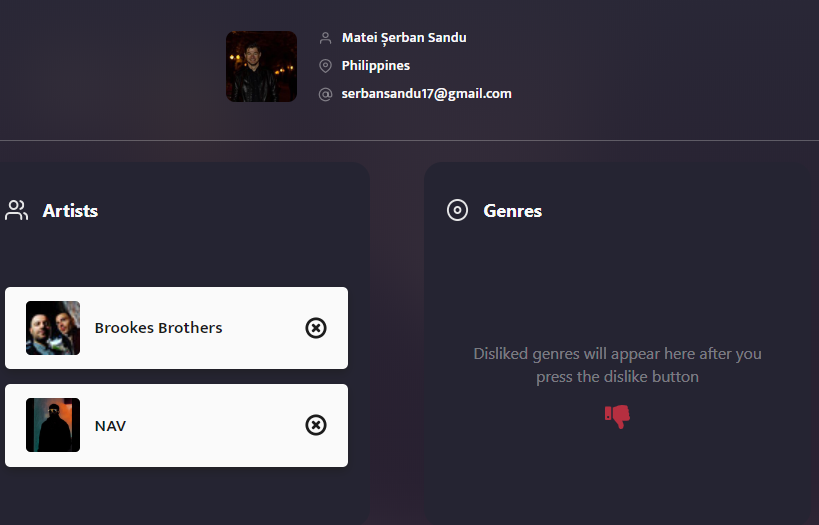 Matei Șerban Sandu
Philippines
serbansandu17@gmail.com
Artists
Brookes Brothers
NAV
Genres
Disliked genres will appear here after you
press the dislike button